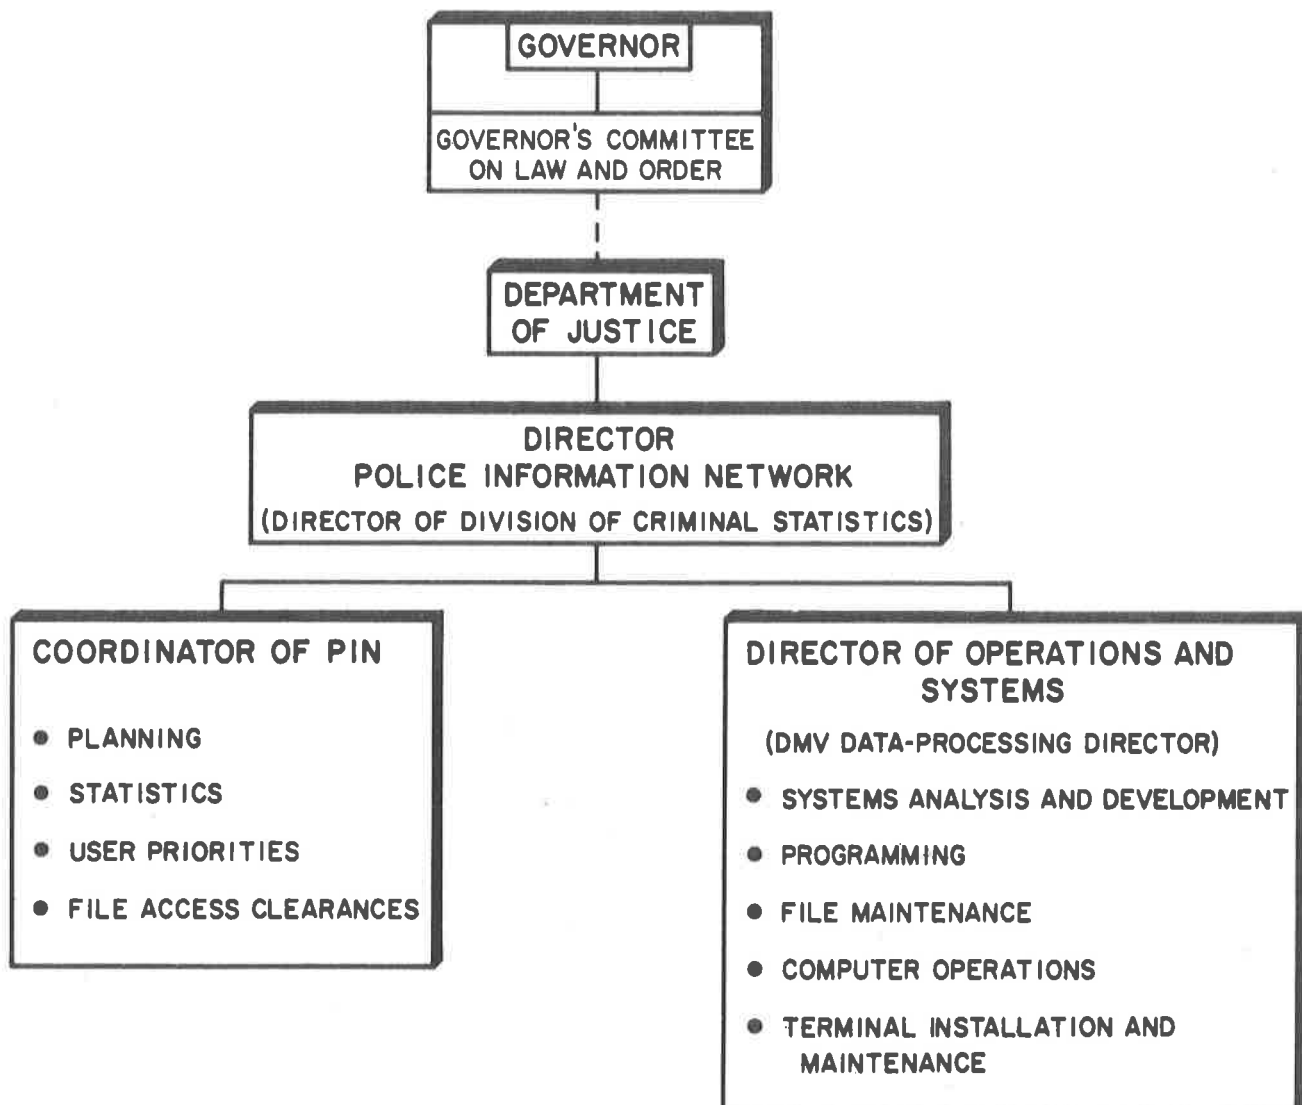 GOVERNOR
GOVERNOR'S COMMITTEE
ON LAW AND ORDER
DEPARTMENT
OF JUSTICE
DIRECTOR
POLICE INFORMATION NETWORK
(DIRECTOR OF DIVISION OF CRIMINAL STATISTICS)
COORDINATOR OF PIN
• PLANNING
• STATISTICS
• USER PRIORITIES
• FILE ACCESS CLEARANCES
DIRECTOR OF OPERATIONS AND
SYSTEMS
(DMV DATA-PROCESSING DIRECTOR)
• SYSTEMS ANALYSIS AND DEVELOPMENT
• PROGRAMMING
• FILE MAINTENANCE
• COMPUTER OPERATIONS
• TERMINAL INSTALLATION AND
MAINTENANCE